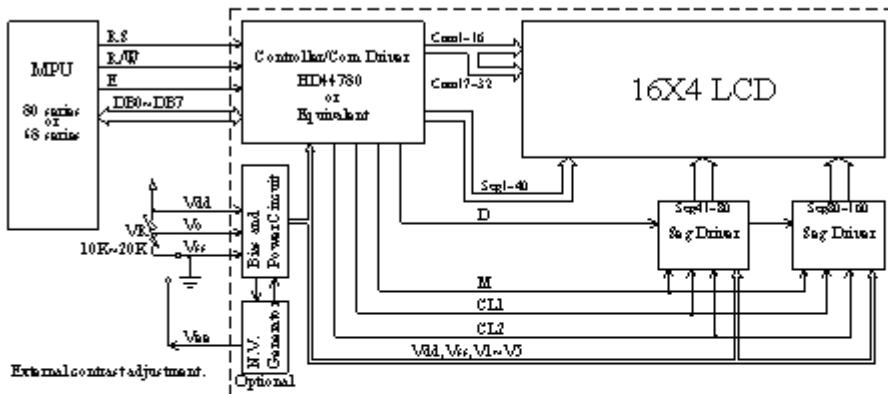 MPU
80 series
or
68 series
RS
R/W
E
DB0~DB7
Controller/Com Driver
HD44780
or
Equivalent
Com1-16
Com17-32
16X4 LCD
Seg1-40
Seg41-80
Seg Driver
Seg80-160
Seg Driver
D
M
CL1
CL2
Vdd, Vss, V1~V5
Vdd
Vo
Vss
VR
10K~20K
Bias and
Power Circuit
N.V.
Generator
Optional
External contrast adjustment.